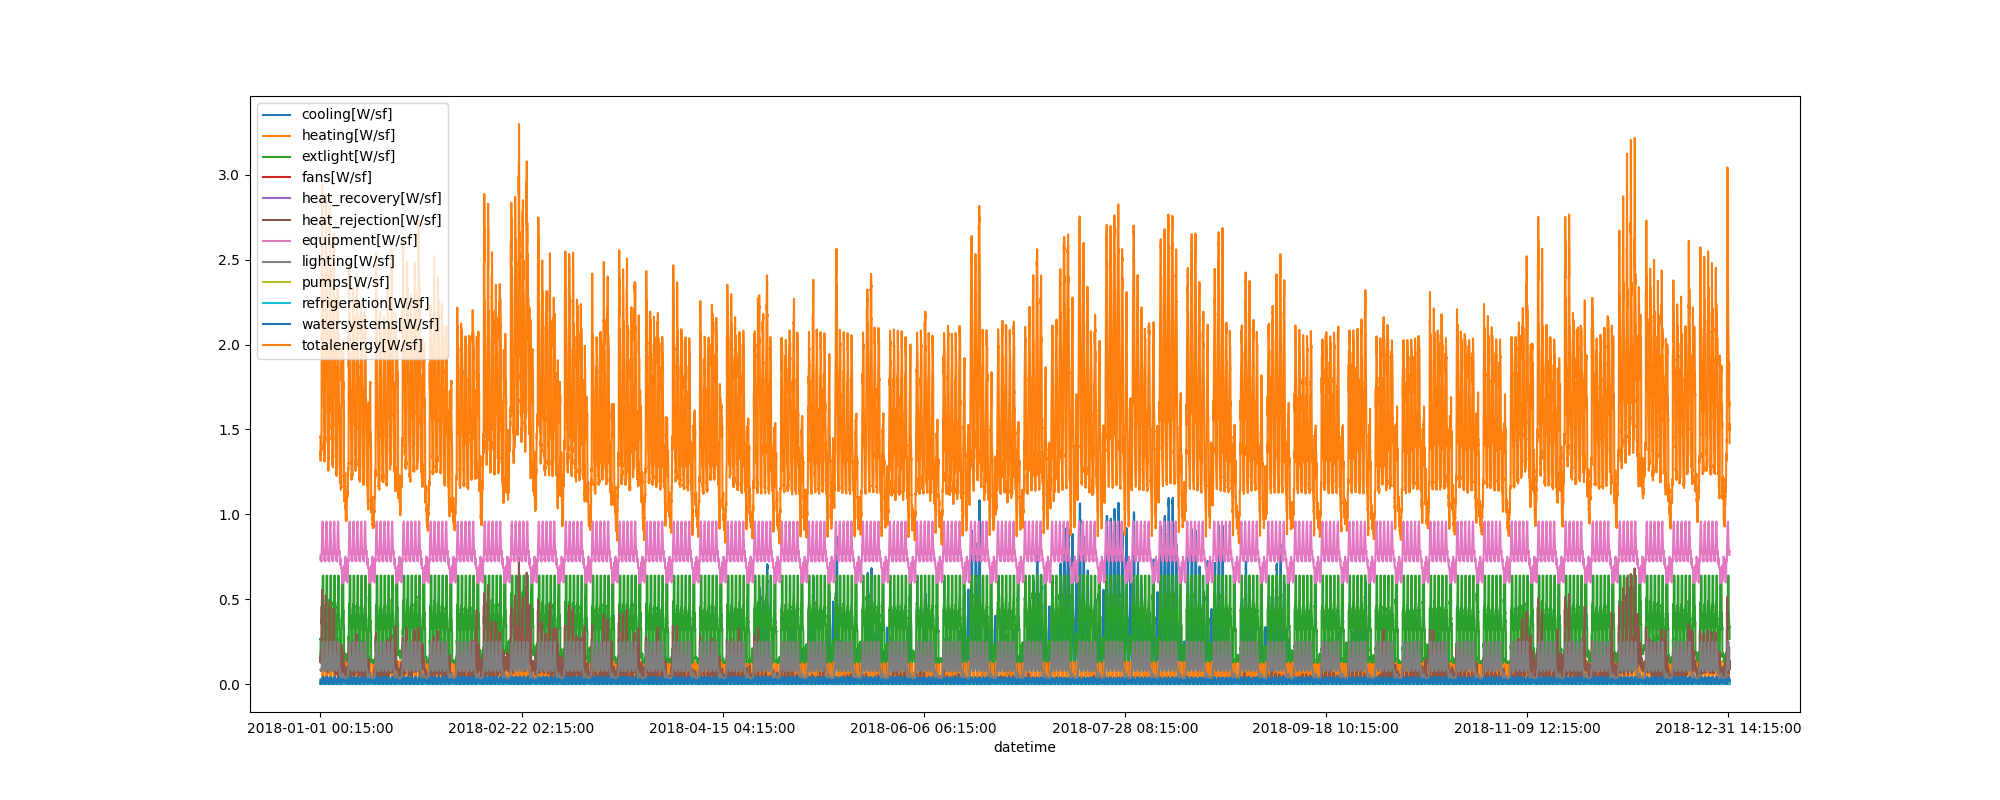 cooling[W/sf]
heating[W/sf]
extlight[W/sf]
fans[W/sf]
heat_recovery[W/sf]
heat_rejection[W/sf]
equipment[W/sf]
lighting[W/sf]
pumps[W/sf]
refrigeration[W/sf]
watersystems[W/sf]
totalenergy[W/sf]
3.0
2.5
2.0
1.5
1.0
0.5
0.0
2018-01-01 00:15:00 2018-02-22 02:15:00 2018-04-15 04:15:00 2018-06-06 06:15:00 2018-07-28 08:15:00 2018-09-18 10:15:00 2018-11-09 12:15:00 2018-12-31 14:15:00
datetime